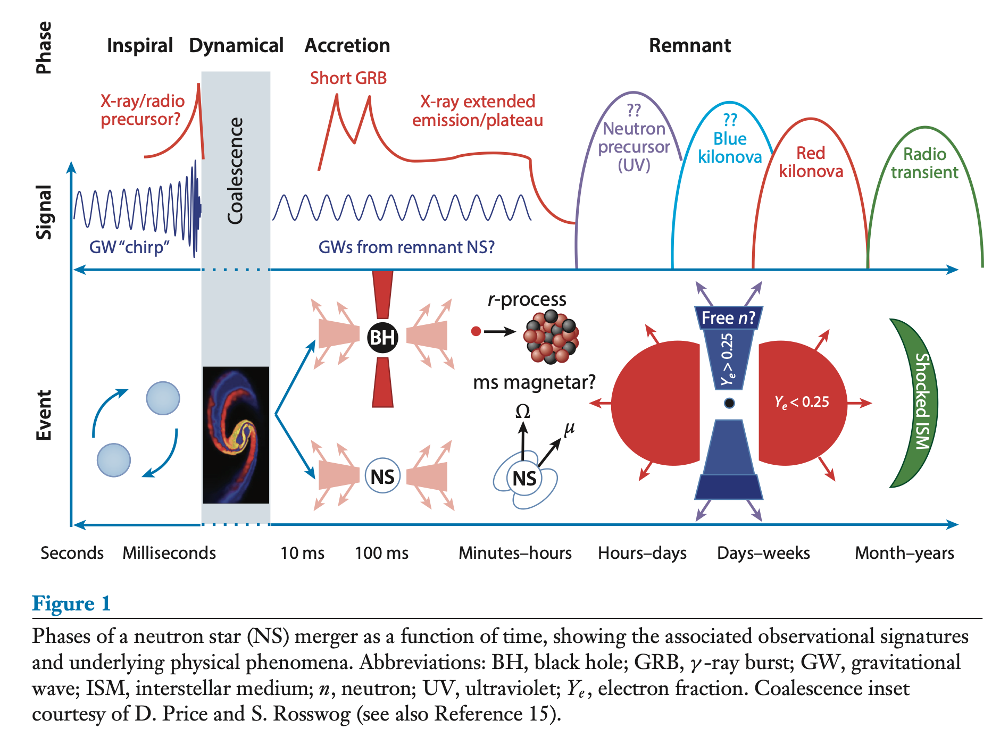 Phase
Inspiral
Dynamical
Accretion
Remnant
Signal
X-ray/radio
precursor?
Coalescence
Short GRB
X-ray extended
emission/plateau
??
Neutron
precursor
(UV)
??
Blue
kilonova
Red
kilonova
Radio
transient
GW “chirp”
GWs from remnant NS?
Event
BH
NS
r-process
ms magnetar?
Ω
μ
NS
Free n?
Ye > 0.25
Ye < 0.25
Shocked ISM
Seconds
Milliseconds
10 ms
100 ms
Minutes–hours
Hours–days
Days–weeks
Month–years
Figure 1
Phases of a neutron star (NS) merger as a function of time, showing the associated observational signatures
and underlying physical phenomena. Abbreviations: BH, black hole; GRB, γ-ray burst; GW, gravitational
wave; ISM, interstellar medium; n, neutron; UV, ultraviolet; Ye, electron fraction. Coalescence inset
courtesy of D. Price and S. Rosswog (see also Reference 15).